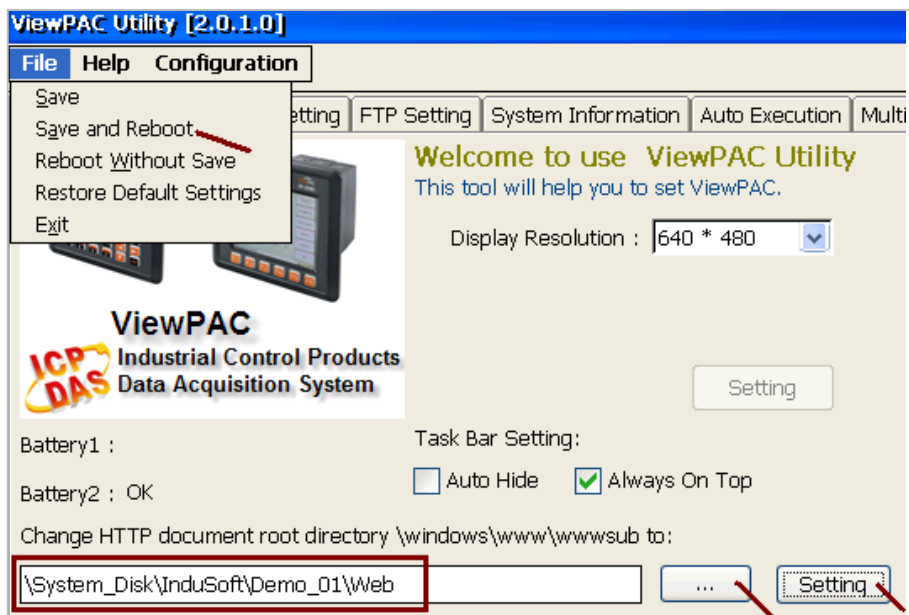 ViewPAC Utility [2.0.1.0]
File Help Configuration
Save
Save and Reboot
Reboot Without Save
Restore Default Settings
Exit
etting FTP Setting System Information Auto Execution Multi
Welcome to use ViewPAC Utility
This tool will help you to set ViewPAC.
Display Resolution : 640 * 480
ViewPAC
ICP DAS
Industrial Control Products
Data Acquisition System
Setting
Battery1 :
Task Bar Setting:
Auto Hide Always On Top
Battery2 : OK
Change HTTP document root directory \windows\www\wwwsub to:
\System_Disk\InduSoft\Demo_01\Web ... Setting